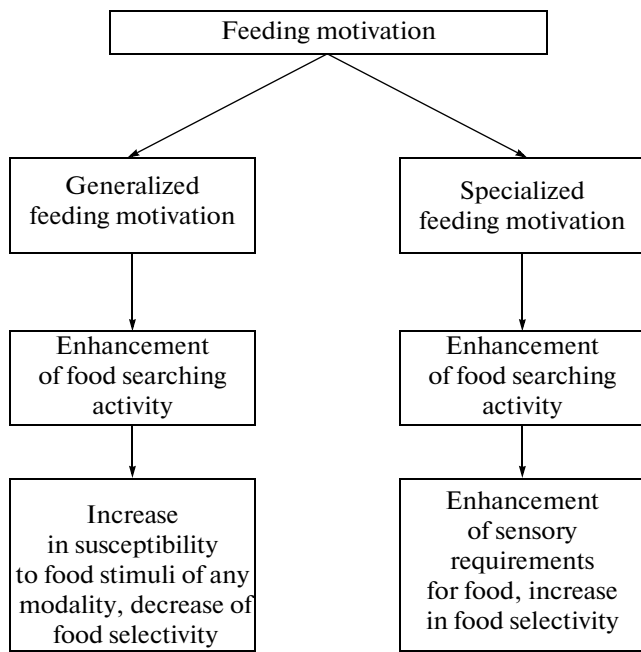 Feeding motivation
Generalized
feeding motivation
Specialized
feeding motivation
Enhancement
of food searching
activity
Enhancement
of food searching
activity
Increase
in susceptibility
to food stimuli of any
modality, decrease of
food selectivity
Enhancement
of sensory
requirements
for food, increase
in food selectivity